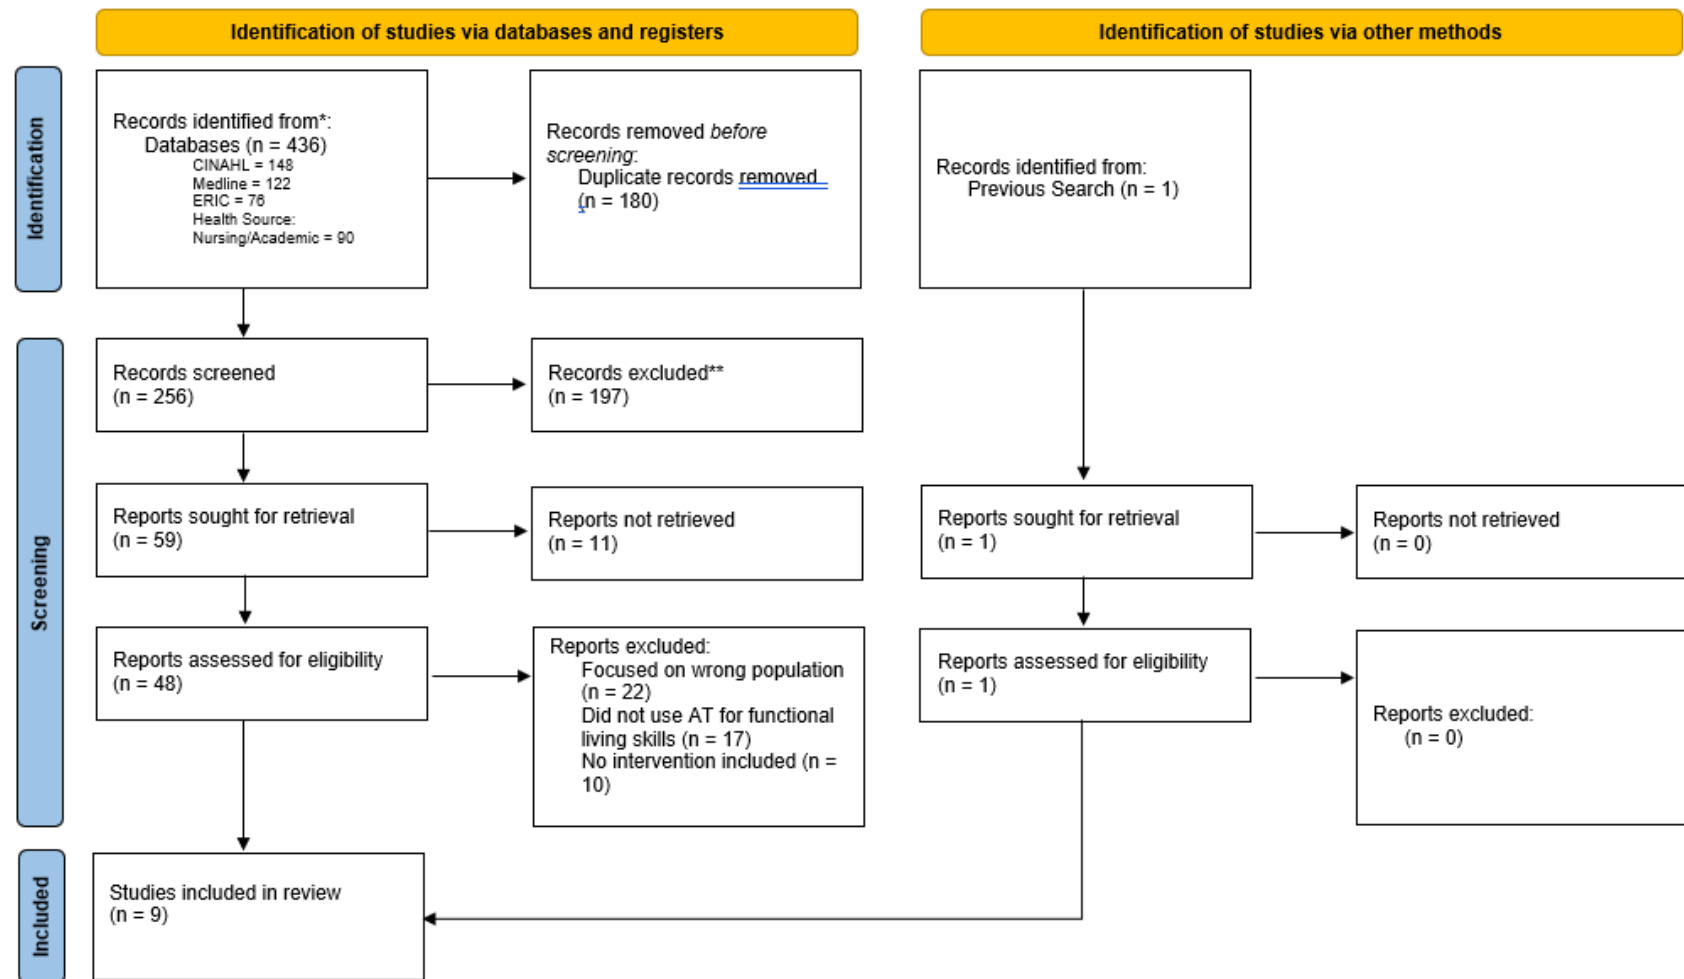 Identification of studies via databases and registers
Identification of studies via other methods
Identification
Records identified from*:
Databases (n = 436)
CINAHL = 148
Medline = 122
ERIC = 76
Health Source:
Nursing/Academic = 90
Records removed before
screening:
Duplicate records removed
(n = 180)
Records identified from:
Previous Search (n = 1)
Screening
Records screened
(n = 256)
Records excluded**
(n = 197)
Reports sought for retrieval
(n = 59)
Reports not retrieved
(n = 11)
Reports sought for retrieval
(n = 1)
Reports not retrieved
(n = 0)
Reports assessed for eligibility
(n = 48)
Reports excluded:
Focused on wrong population
(n = 22)
Did not use AT for functional
living skills (n = 17)
No intervention included (n =
10)
Reports assessed for eligibility
(n = 1)
Reports excluded:
(n = 0)
Included
Studies included in review
(n = 9)